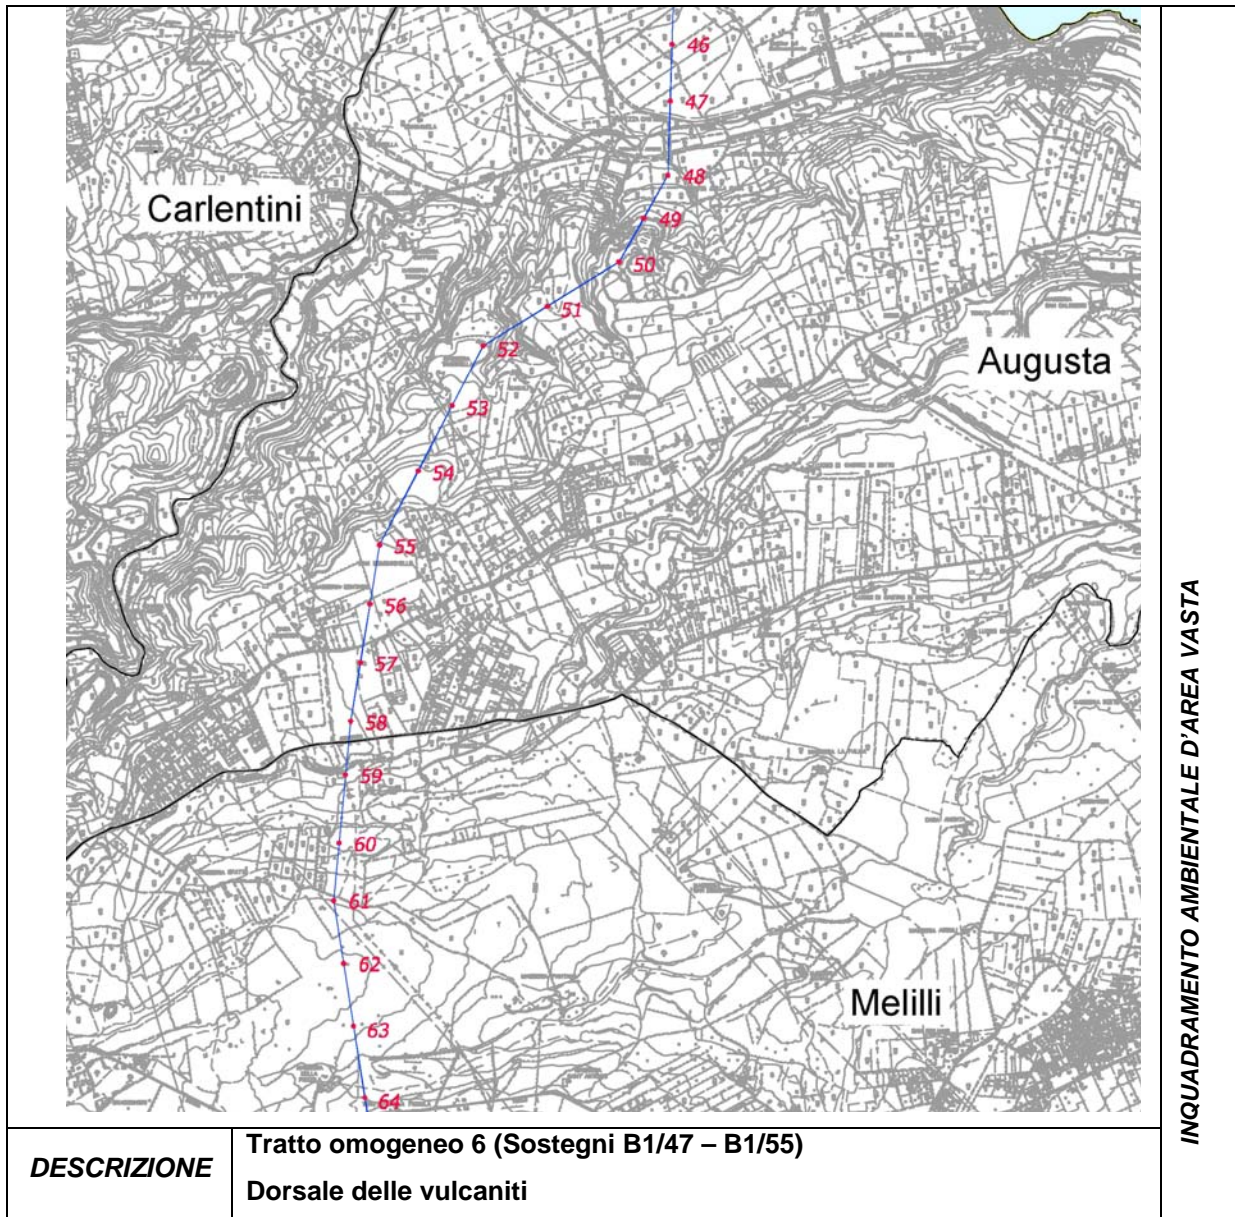 46
47
48
Carlentini
49
50
51
Augusta
52
53
54
55
56
57
58
59
60
61
62
Melilli
63
64
INQUADRAMENTO AMBIENTALE D'AREA VASTA
DESCRIZIONE
Tratto omogeneo 6 (Sostegni B1/47 – B1/55)
Dorsale delle vulcaniti